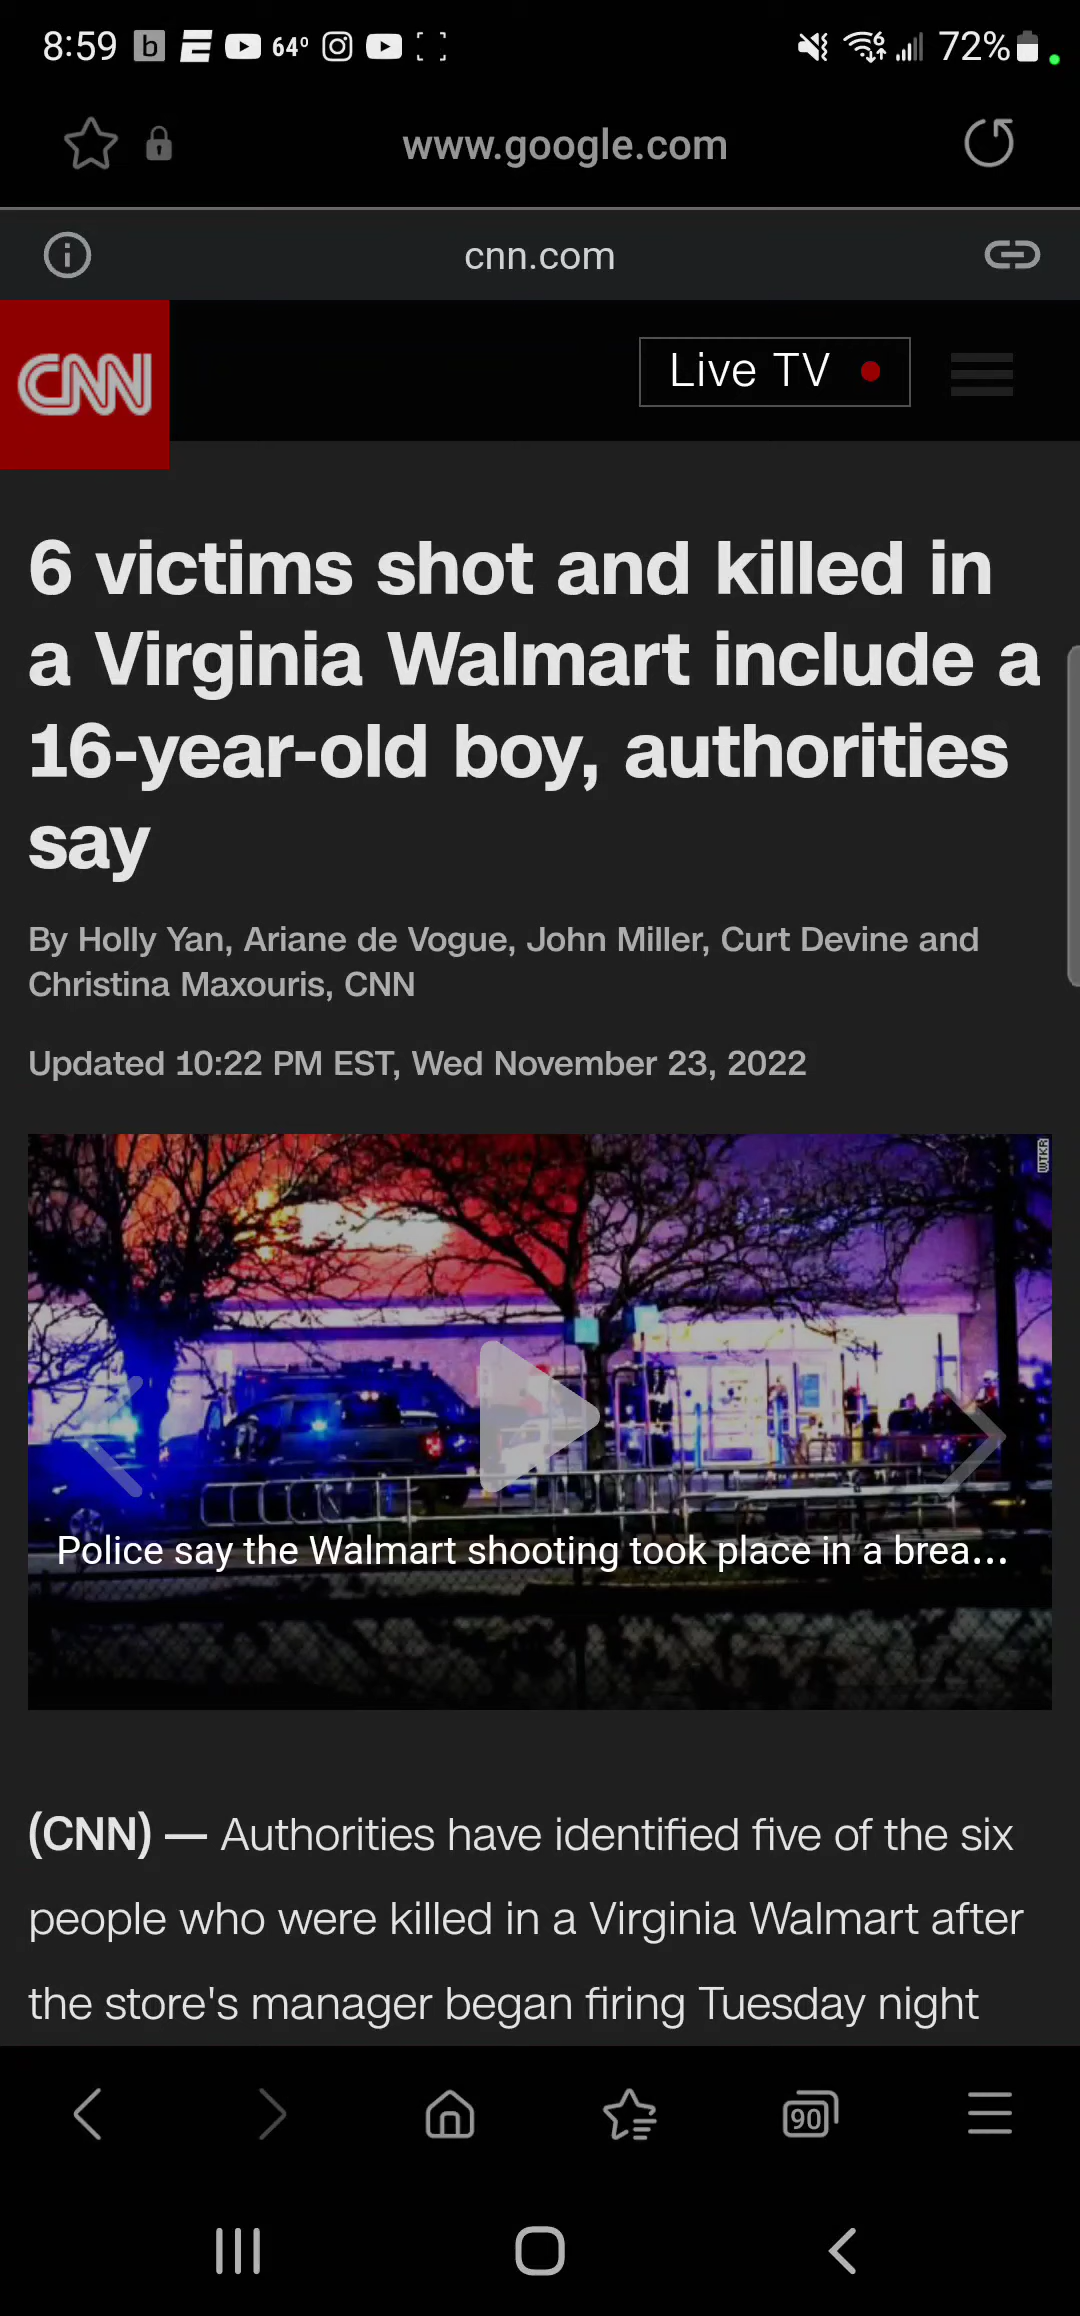 8:59 b 64° 6 72%
www.google.com
cnn.com
CNN
Live TV
6 victims shot and killed in
a Virginia Walmart include a
16-year-old boy, authorities
say
By Holly Yan, Ariane de Vogue, John Miller, Curt Devine and
Christina Maxouris, CNN
Updated 10:22 PM EST, Wed November 23, 2022
WTKR
Police say the Walmart shooting took place in a brea...
(CNN) — Authorities have identified five of the six
people who were killed in a Virginia Walmart after
the store's manager began firing Tuesday night
90